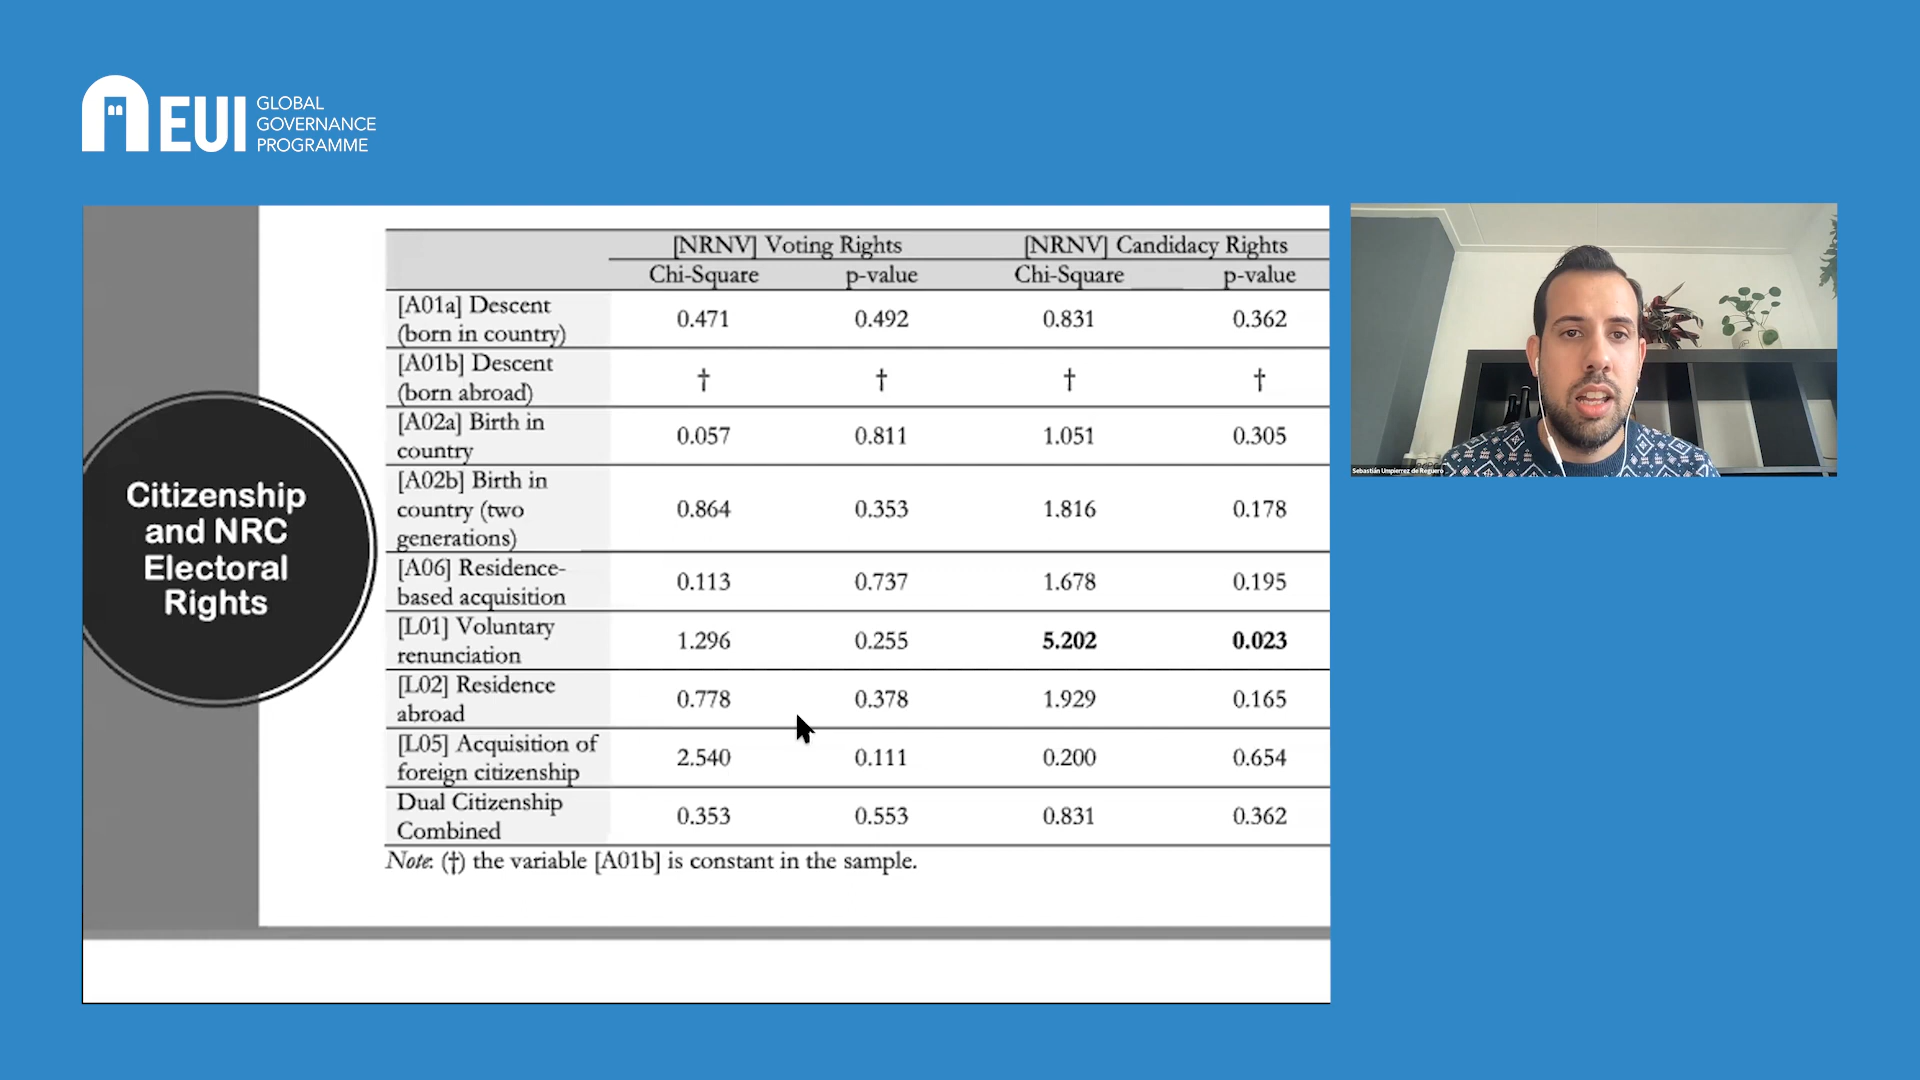 EUI
GLOBAL
GOVERNANCE
PROGRAMME
Citizenship
and NRC
Electoral
Rights
[NRNV] Voting Rights [NRNV] Candidacy Rights
Chi-Square p-value Chi-Square p-value
[A01a] Descent
(born in country) 0.471 0.492 0.831 0.362
[A01b] Descent
(born abroad) † † † †
[A02a] Birth in
country 0.057 0.811 1.051 0.305
[A02b] Birth in
country (two
generations) 0.864 0.353 1.816 0.178
[A06] Residence-
based acquisition 0.113 0.737 1.678 0.195
[L01] Voluntary
renunciation 1.296 0.255 5.202 0.023
[L02] Residence
abroad 0.778 0.378 1.929 0.165
[L05] Acquisition of
foreign citizenship 2.540 0.111 0.200 0.654
Dual Citizenship
Combined 0.353 0.553 0.831 0.362
Note: (†) the variable [A01b] is constant in the sample.
Sebastián Umpierrez de Reguero